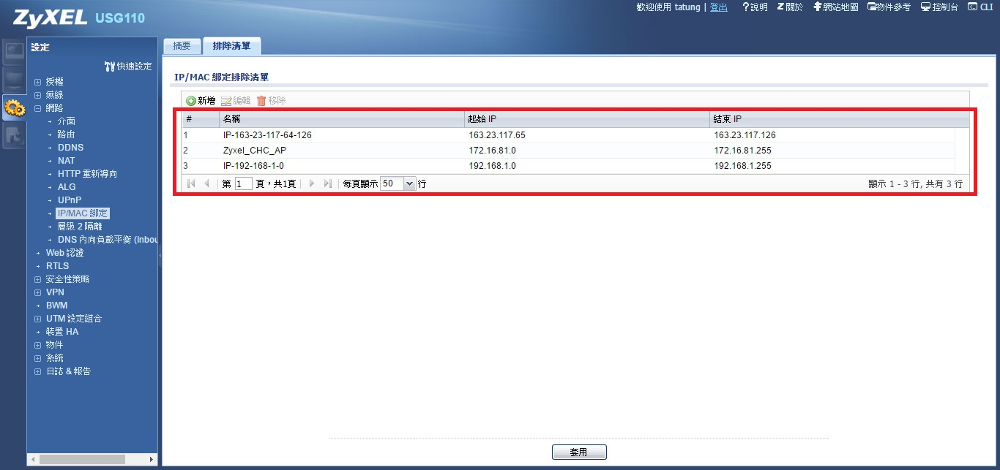 ZyXEL USG110
歡迎使用 tatung | 登出 ?說明 Z關於 網站地圖 物件參考 控制台 CLI
設定
快速設定
授權
無線
網路
介面
路由
DDNS
NAT
HTTP 重新導向
ALG
UPnP
IP/MAC 綁定
層級 2 隔離
DNS 內向負載平衡 (Inbou
Web 認證
RTLS
安全性策略
VPN
BWM
UTM 設定組合
裝置 HA
物件
系統
日誌 & 報告
摘要 排除清單
IP/MAC 綁定排除清單
新增 編輯 移除
# 名稱 起始 IP 結束 IP
1 IP-163-23-117-64-126 163.23.117.65 163.23.117.126
2 Zyxel_CHC_AP 172.16.81.0 172.16.81.255
3 IP-192-168-1-0 192.168.1.0 192.168.1.255
第 1 頁，共1頁 每頁顯示 50 行 顯示 1 - 3 行, 共有 3 行
套用